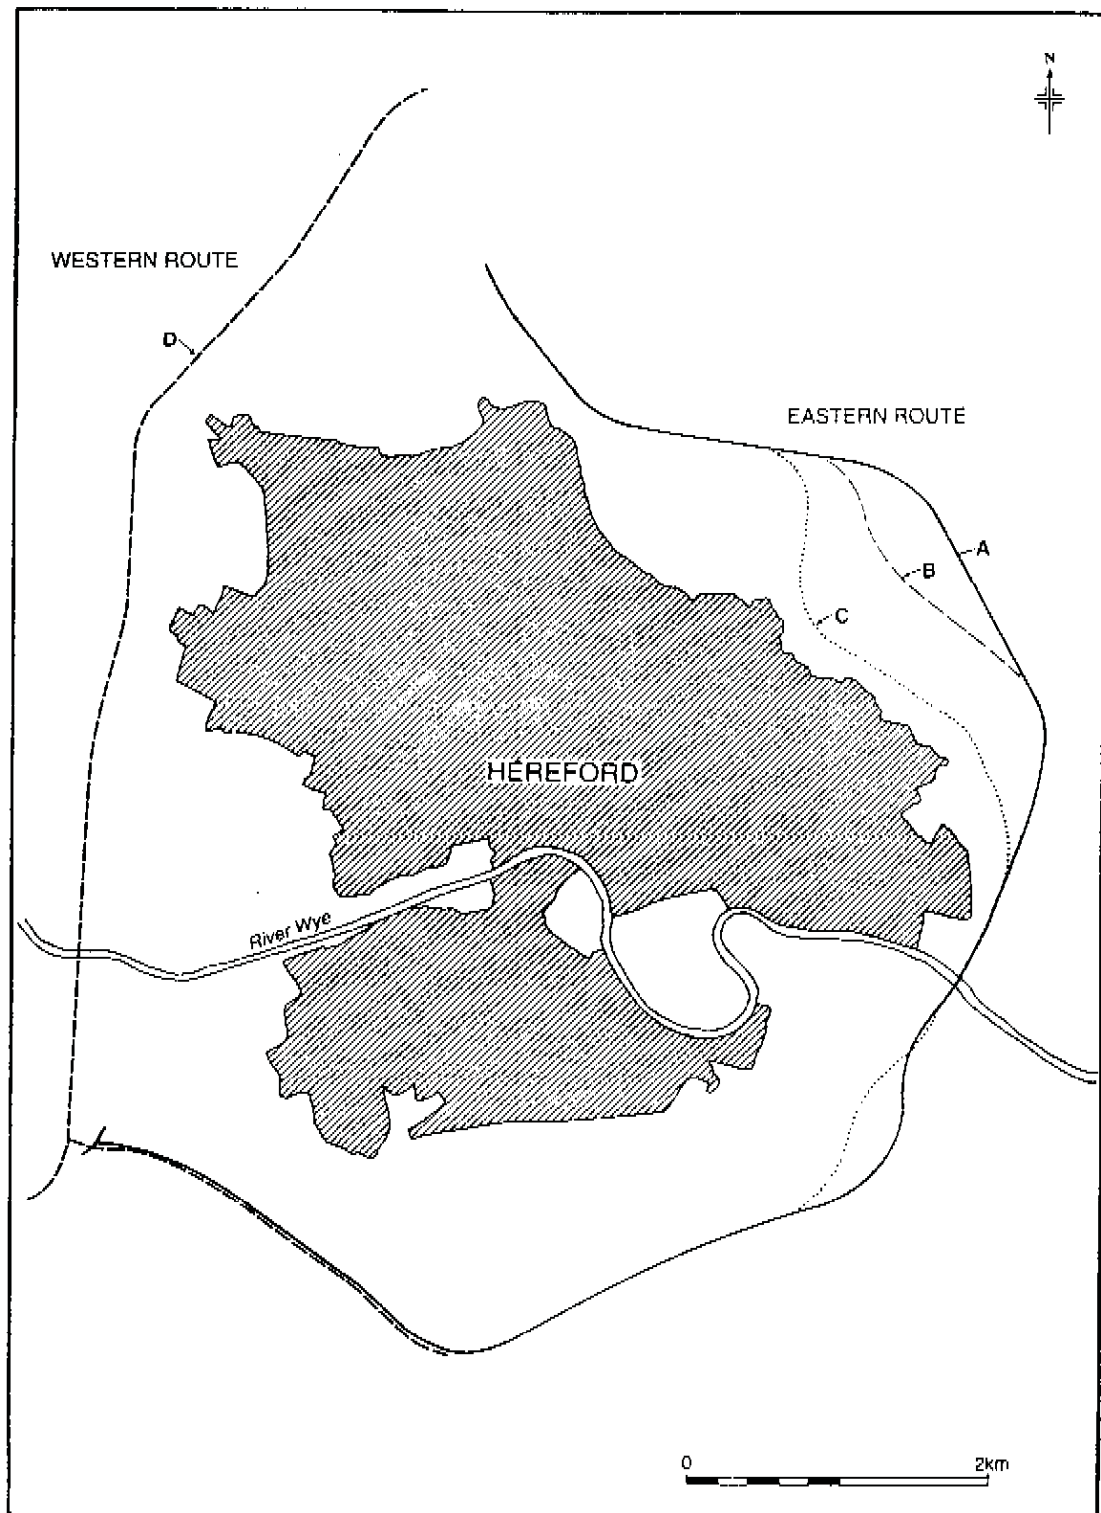 N
WESTERN ROUTE
D
EASTERN ROUTE
A
B
C
HEREFORD
River Wye
0 2km